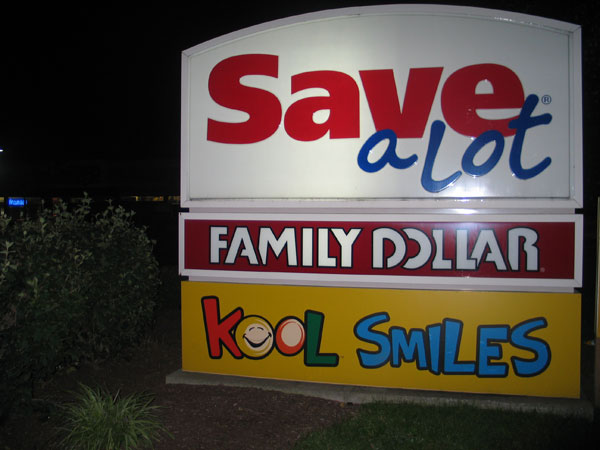 Save
a Lot®
FAMILY DOLLAR
KOOL SMILES